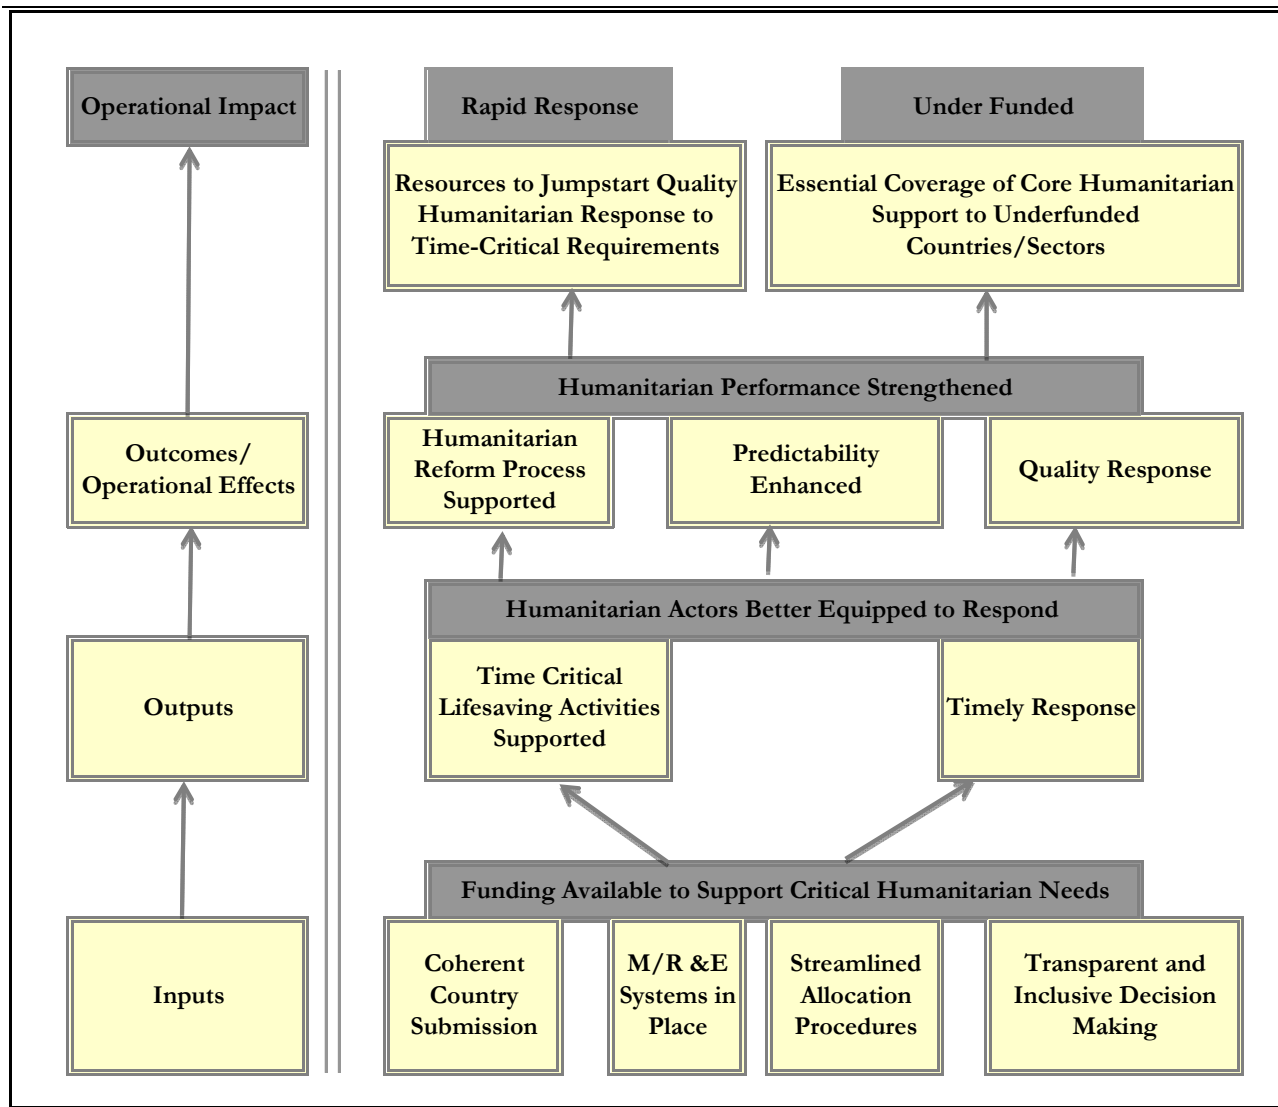 Operational Impact
Rapid Response
Under Funded
Resources to Jumpstart Quality
Humanitarian Response to
Time-Critical Requirements
Essential Coverage of Core Humanitarian
Support to Underfunded
Countries/Sectors
Humanitarian Performance Strengthened
Outcomes/
Operational Effects
Humanitarian
Reform Process
Supported
Predictability
Enhanced
Quality Response
Humanitarian Actors Better Equipped to Respond
Outputs
Time Critical
Lifesaving Activities
Supported
Timely Response
Funding Available to Support Critical Humanitarian Needs
Inputs
Coherent
Country
Submission
M/R &E
Systems in
Place
Streamlined
Allocation
Procedures
Transparent and
Inclusive Decision
Making